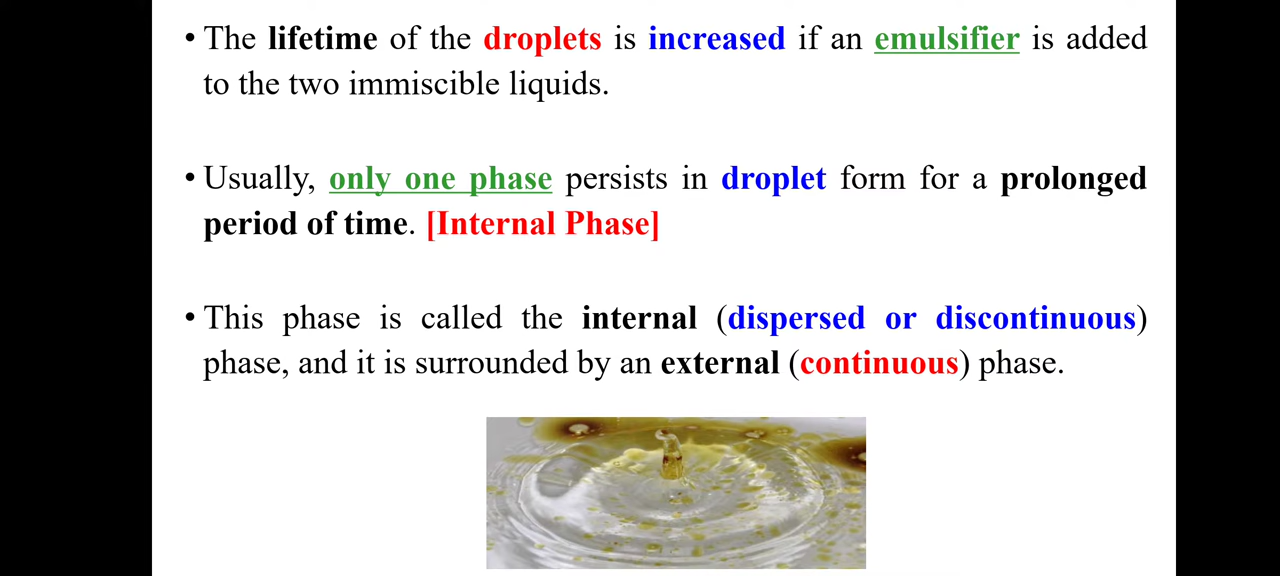 • The lifetime of the droplets is increased if an emulsifier is added
to the two immiscible liquids.
• Usually, only one phase persists in droplet form for a prolonged
period of time. [Internal Phase]
• This phase is called the internal (dispersed or discontinuous)
phase, and it is surrounded by an external (continuous) phase.